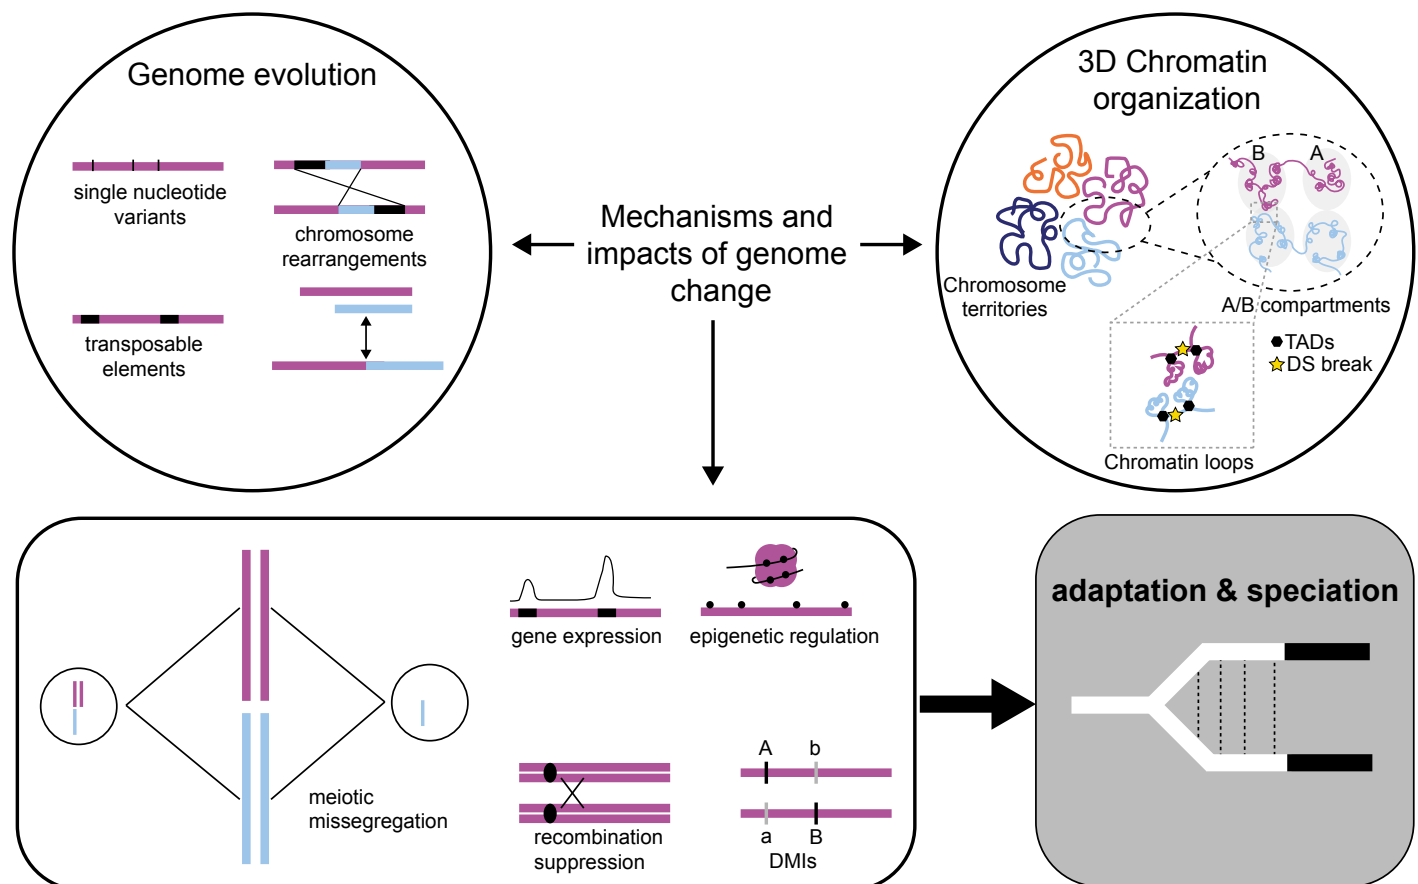 Genome evolution
single nucleotide
variants
chromosome
rearrangements
transposable
elements
Mechanisms and
impacts of genome
change
3D Chromatin
organization
B
A
Chromosome
territories
A/B compartments
TADs
DS break
Chromatin loops
meiotic
missegregation
gene expression
epigenetic regulation
recombination
suppression
A
b
a
B
DMIs
adaptation & speciation